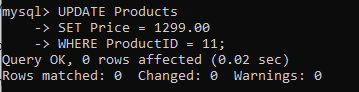 mysql> UPDATE Products
    -> SET Price = 1299.00
    -> WHERE ProductID = 11;
Query OK, 0 rows affected (0.02 sec)
Rows matched: 0  Changed: 0  Warnings: 0